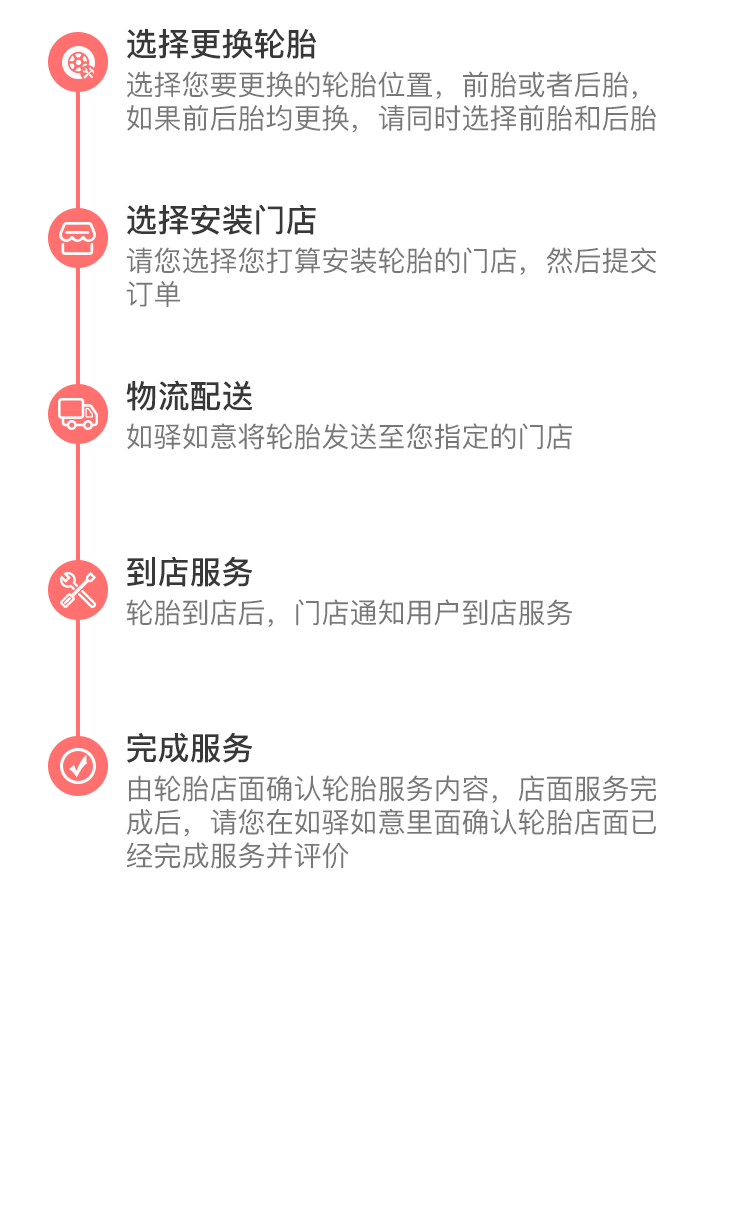 选择更换轮胎
选择您要更换的轮胎位置，前胎或者后胎，
如果前后胎均更换，请同时选择前胎和后胎
选择安装门店
请您选择您打算安装轮胎的门店，然后提交
订单
物流配送
如驿如意将轮胎发送至您指定的门店
到店服务
轮胎到店后，门店通知用户到店服务
完成服务
由轮胎店面确认轮胎服务内容，店面服务完
成后，请您在如驿如意里面确认轮胎店面已
经完成服务并评价